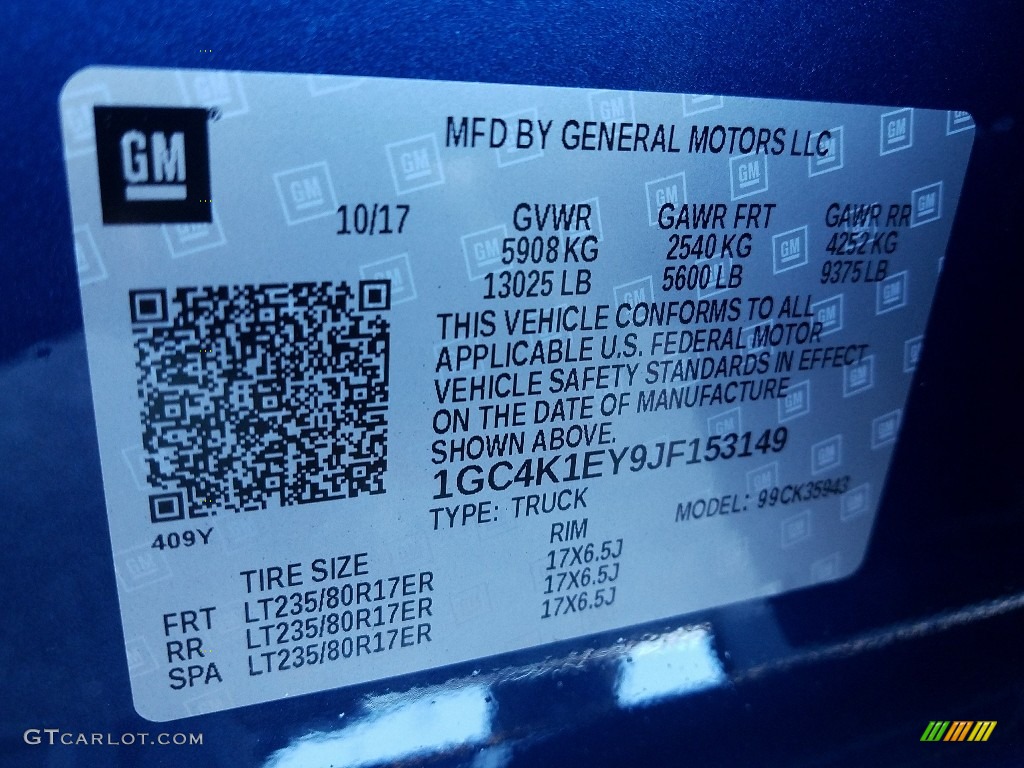 GM
MFD BY GENERAL MOTORS LLC
10/17 GVWR GAWR FRT GAWR RR
5908 KG 2540 KG 4252 KG
13025 LB 5600 LB 9375 LB
THIS VEHICLE CONFORMS TO ALL
APPLICABLE U.S. FEDERAL MOTOR
VEHICLE SAFETY STANDARDS IN EFFECT
ON THE DATE OF MANUFACTURE
SHOWN ABOVE.
1GC4K1EY9JF153149
TYPE: TRUCK MODEL: 99CK35943
409Y
TIRE SIZE RIM
FRT LT235/80R17ER 17X6.5J
RR LT235/80R17ER 17X6.5J
SPA LT235/80R17ER 17X6.5J
GTCARLOT.COM